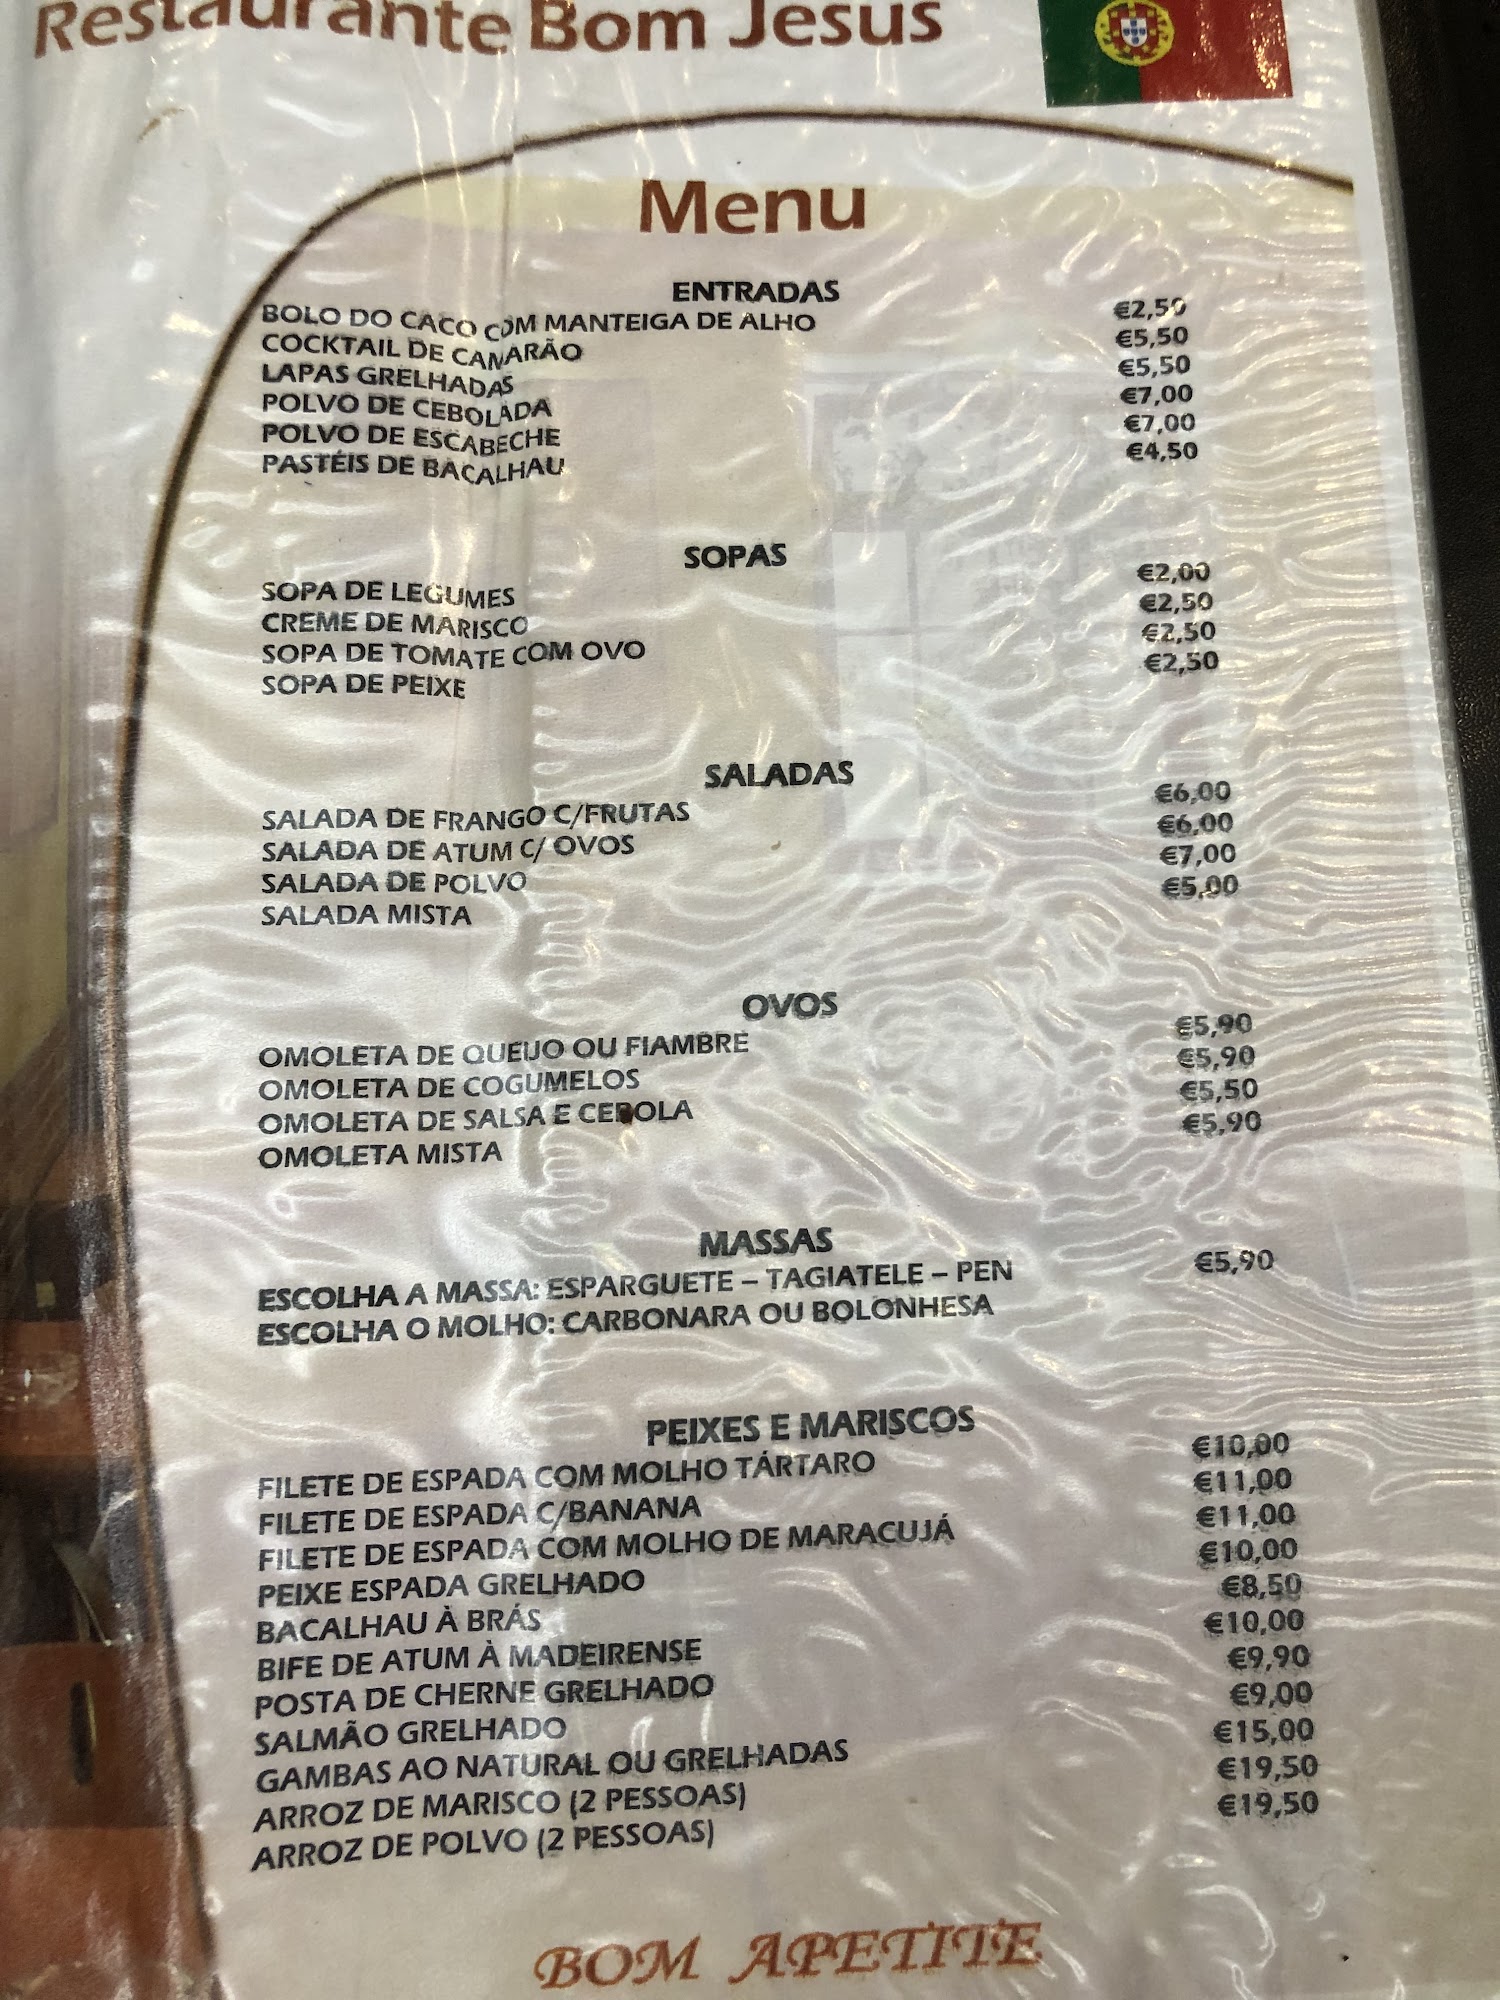 Restaurante Bom Jesus
Menu
ENTRADAS
BOLO DO CACO COM MANTEIGA DE ALHO €2,50
COCKTAIL DE CAMARÃO €5,50
LAPAS GRELHADAS €5,50
POLVO DE CEBOLADA €7,00
POLVO DE ESCABECHE €7,00
PASTÉIS DE BACALHAU €4,50
SOPAS
SOPA DE LEGUMES €2,00
CREME DE MARISCO €2,50
SOPA DE TOMATE COM OVO €2,50
SOPA DE PEIXE €2,50
SALADAS
SALADA DE FRANGO C/FRUTAS €6,00
SALADA DE ATUM C/ OVOS €6,00
SALADA DE POLVO €7,00
SALADA MISTA €5,00
OVOS
OMOLETA DE QUEIJO OU FIAMBRE €5,90
OMOLETA DE COGUMELOS €5,90
OMOLETA DE SALSA E CEBOLA €5,50
OMOLETA MISTA €5,90
MASSAS
ESCOLHA A MASSA: ESPARGUETE – TAGIATELE – PEN €5,90
ESCOLHA O MOLHO: CARBONARA OU BOLONHESA
PEIXES E MARISCOS
FILETE DE ESPADA COM MOLHO TÁRTARO €10,00
FILETE DE ESPADA C/BANANA €11,00
FILETE DE ESPADA COM MOLHO DE MARACUJÁ €11,00
PEIXE ESPADA GRELHADO €10,00
BACALHAU À BRÁS €8,50
BIFE DE ATUM À MADEIRENSE €10,00
POSTA DE CHERNE GRELHADO €9,90
SALMÃO GRELHADO €9,00
GAMBAS AO NATURAL OU GRELHADAS €15,00
ARROZ DE MARISCO (2 PESSOAS) €19,50
ARROZ DE POLVO (2 PESSOAS) €19,50
BOM APETITE